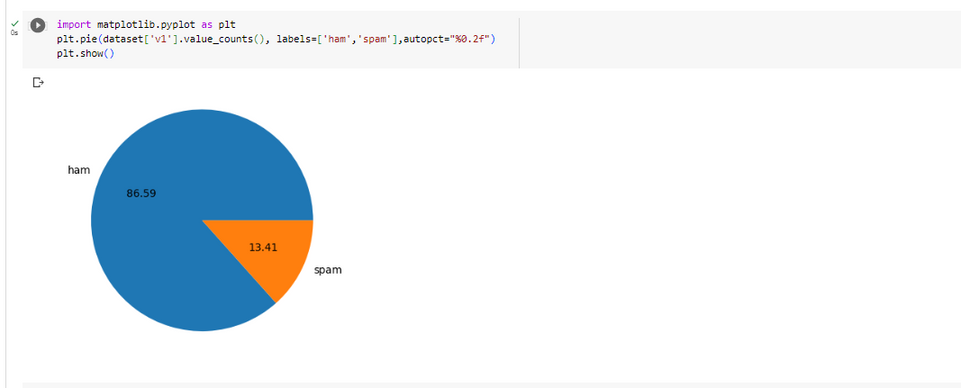 import matplotlib.pyplot as plt
plt.pie(dataset['v1'].value_counts(), labels=['ham','spam'],autopct="%0.2f")
plt.show()
0s
ham
86.59
13.41
spam